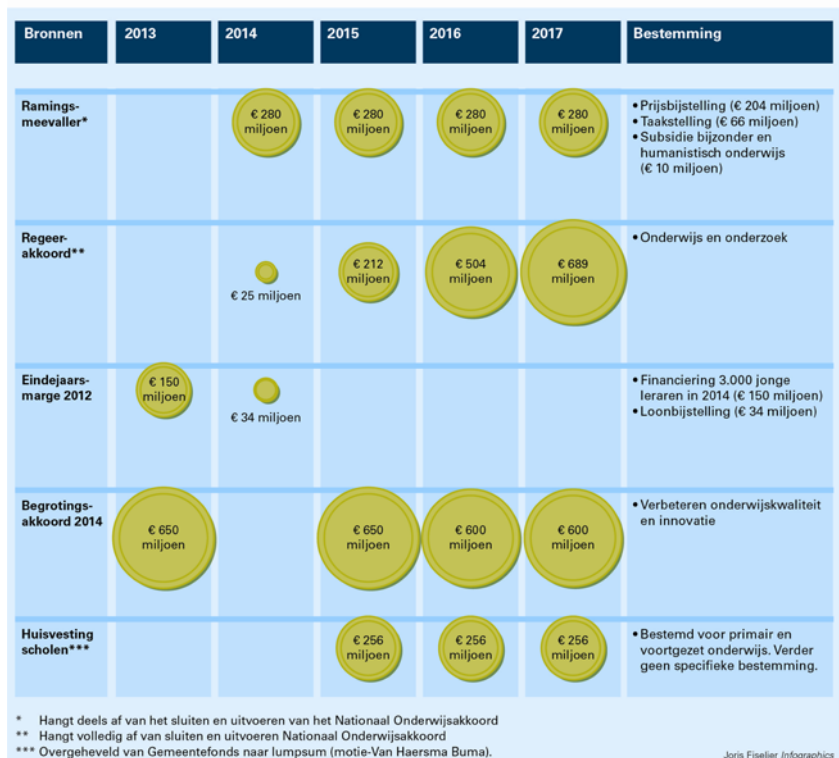 Bronnen 2013 2014 2015 2016 2017 Bestemming
Ramings-
meevaller*
€ 280
miljoen
€ 280
miljoen
€ 280
miljoen
€ 280
miljoen
• Prijsbijstelling (€ 204 miljoen)
• Taakstelling (€ 66 miljoen)
• Subsidie bijzonder en
humanistisch onderwijs
(€ 10 miljoen)
Regeer-
akkoord**
€ 25 miljoen
€ 212
miljoen
€ 504
miljoen
€ 689
miljoen
• Onderwijs en onderzoek
Eindejaars-
marge 2012
€ 150
miljoen
€ 34 miljoen
• Financiering 3.000 jonge
leraren in 2014 (€ 150 miljoen)
• Loonbijstelling (€ 34 miljoen)
Begrotings-
akkoord 2014
€ 650
miljoen
€ 650
miljoen
€ 600
miljoen
€ 600
miljoen
• Verbeteren onderwijskwaliteit
en innovatie
Huisvesting
scholen***
€ 256
miljoen
€ 256
miljoen
€ 256
miljoen
• Bestemd voor primair en
voortgezet onderwijs. Verder
geen specifieke bestemming.
* Hangt deels af van het sluiten en uitvoeren van het Nationaal Onderwijsakkoord
** Hangt volledig af van sluiten en uitvoeren Nationaal Onderwijsakkoord
*** Overgeheveld van Gemeentefonds naar lumpsum (motie-Van Haersma Buma).
Joris Fiselier Infographics